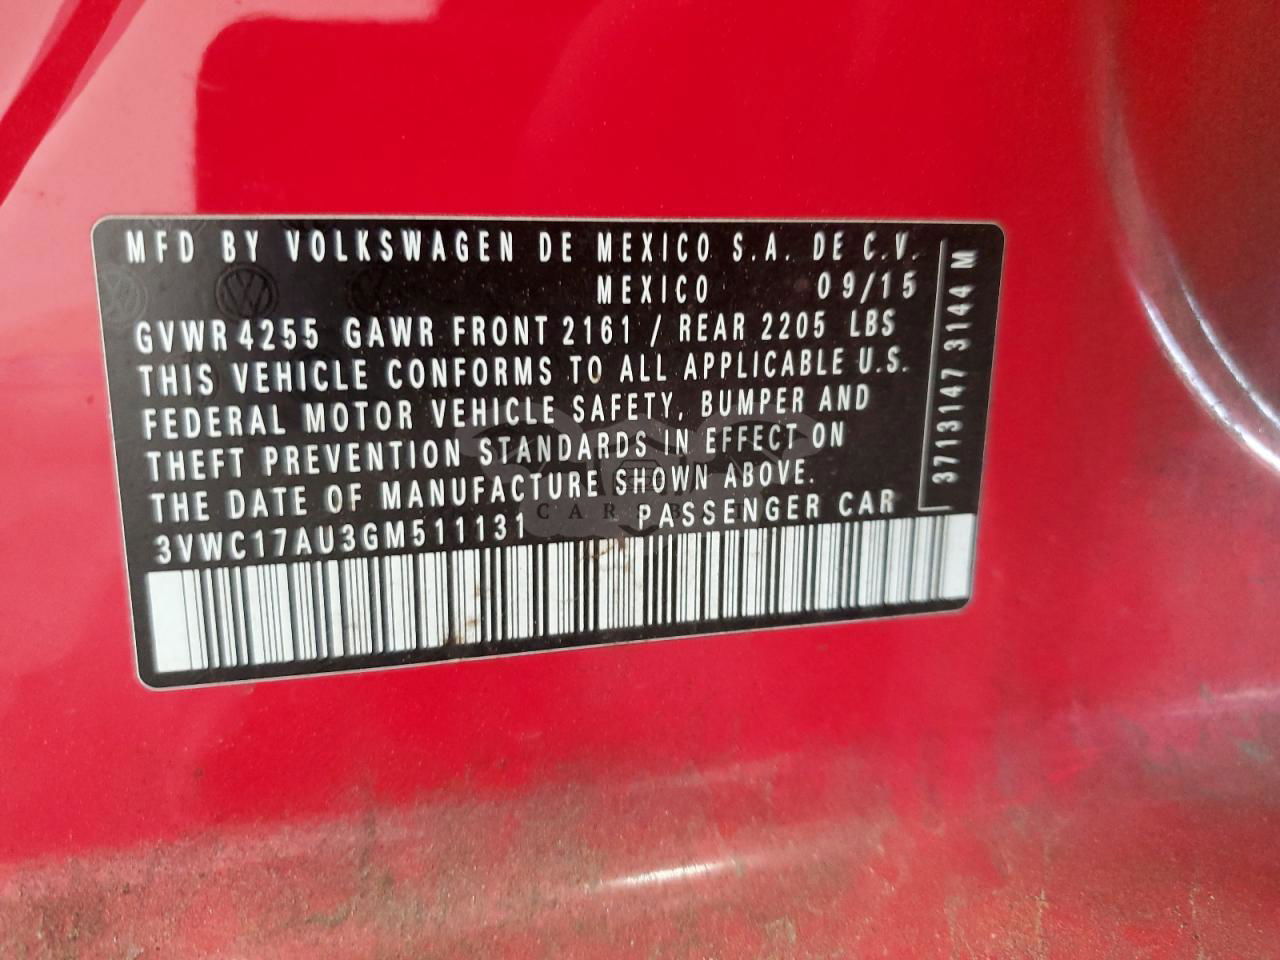 MFD BY VOLKSWAGEN DE MEXICO S.A. DE C.V.
MEXICO 09/15
GVWR 4255 GAWR FRONT 2161 / REAR 2205 LBS
THIS VEHICLE CONFORMS TO ALL APPLICABLE U.S.
FEDERAL MOTOR VEHICLE SAFETY, BUMPER AND
THEFT PREVENTION STANDARDS IN EFFECT ON
THE DATE OF MANUFACTURE SHOWN ABOVE.
3VWC17AU3GM511131 PASSENGER CAR
3713147 3144 M